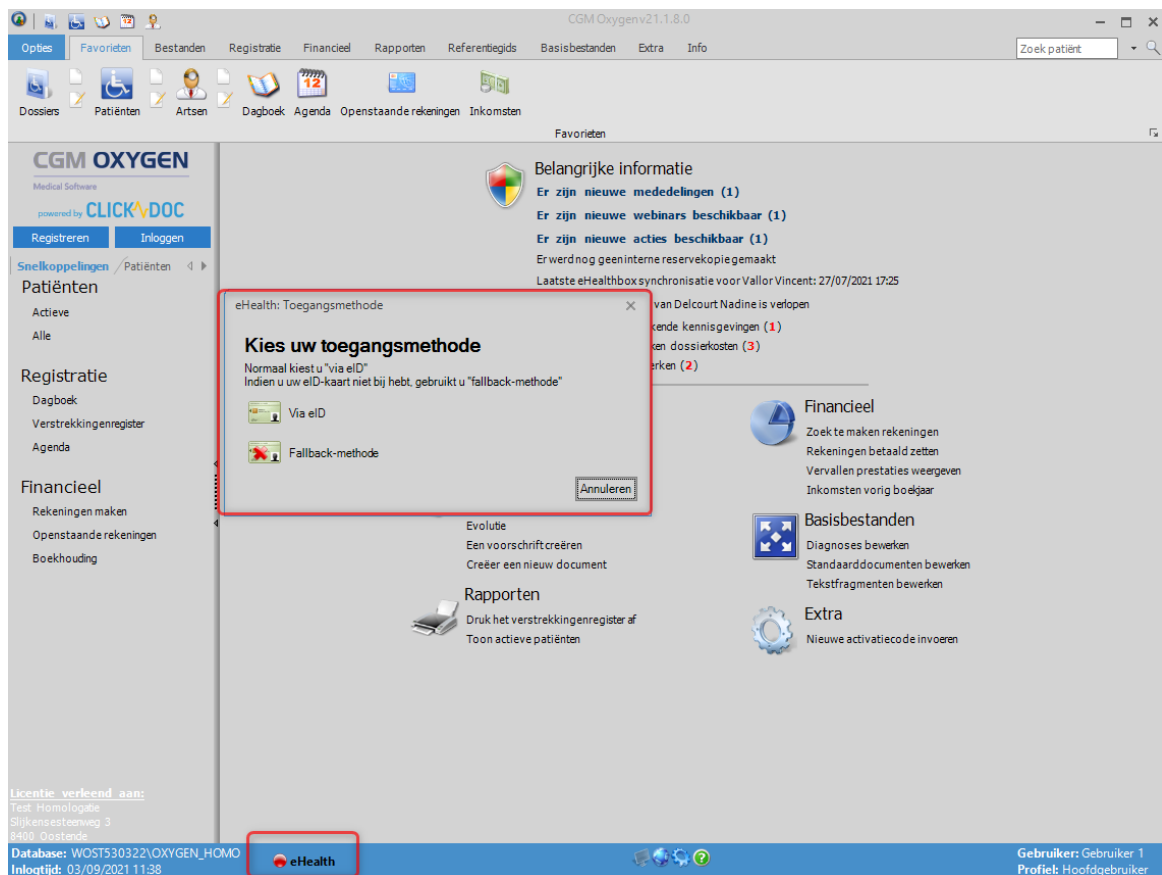 CGM Oxygen v21.1.8.0
Opties Favorieten Bestanden Registratie Financieel Rapporten Referentiegids Basisbestanden Extra Info
Zoek patiënt
12
Dossiers Patiënten Artsen Dagboek Agenda Openstaande rekeningen Inkomsten
Favorieten
CGM OXYGEN
Medical Software
powered by CLICKDOC
Registreren Inloggen
Snelkoppelingen Patiënten
Patiënten
Actieve
Alle
Registratie
Dagboek
Verstrekkingenregister
Agenda
Financieel
Rekeningen maken
Openstaande rekeningen
Boekhouding
Belangrijke informatie
Er zijn nieuwe mededelingen (1)
Er zijn nieuwe webinars beschikbaar (1)
Er zijn nieuwe acties beschikbaar (1)
Er werd nog geen interne reservekopie gemaakt
Laatste eHealthbox synchronisatie voor Vallor Vincent: 27/07/2021 17:25
van Delcourt Nadine is verlopen
kennisgevingen (1)
dossierkosten (3)
(2)
eHealth: Toegangsmethode
Kies uw toegangsmethode
Normaal kiest u "via eID"
Indien u uw eID-kaart niet bij hebt, gebruikt u "fallback-methode"
Via eID
Fallback-methode
Annuleren
Evolutie
Een voorschrift creëren
Creëer een nieuw document
Rapporten
Druk het verstrekkingenregister af
Toon actieve patiënten
Financieel
Zoek te maken rekeningen
Rekeningen betaald zetten
Vervallen prestaties weergeven
Inkomsten vorig boekjaar
Basisbestanden
Diagnoses bewerken
Standaarddocumenten bewerken
Tekstfragmenten bewerken
Extra
Nieuwe activatiecode invoeren
Licentie verleend aan:
Test Homologatie
Slijkensesteenweg 3
8400 Oostende
Database: WOST530322\OXYGEN_HOMO
Inlogtijd: 03/09/2021 11:38
eHealth
Gebruiker: Gebruiker 1
Profiel: Hoofdgebruiker